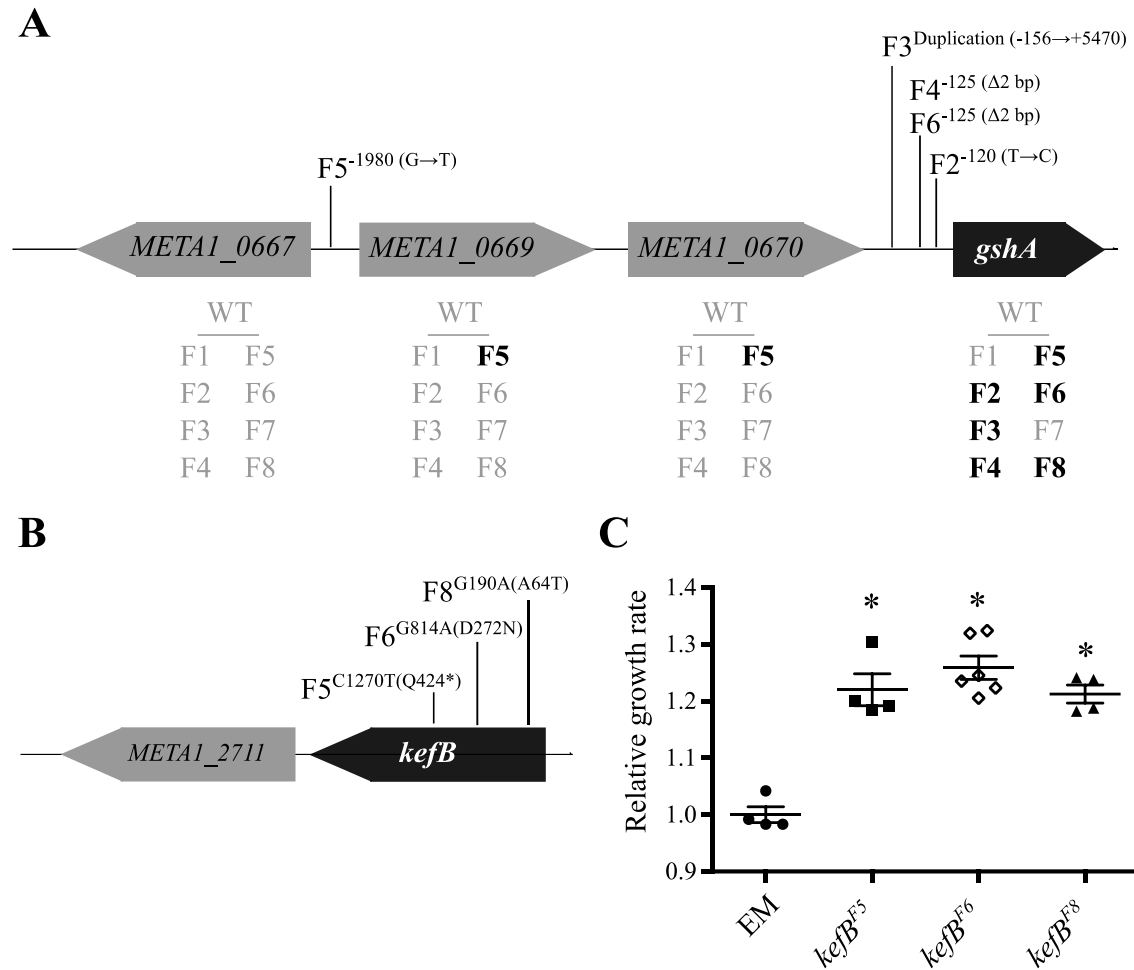 A
F3Duplication (-156→+5470)
F4-125 (Δ2 bp)
F6-125 (Δ2 bp)
F5-1980 (G→T)
F2-120 (T→C)
META1_0667 META1_0669 META1_0670 gshA
WT WT WT WT
F1 F5 F1 F5 F1 F5 F1 F5
F2 F6 F2 F6 F2 F6 F2 F6
F3 F7 F3 F7 F3 F7 F3 F7
F4 F8 F4 F8 F4 F8 F4 F8
B
F8G190A(A64T)
F6G814A(D272N)
F5C1270T(Q424*)
META1_2711 kefB
C
Relative growth rate
1.4
1.3
1.2
1.1
1.0
0.9
* * *
EM kefBF5 kefBF6 kefBF8